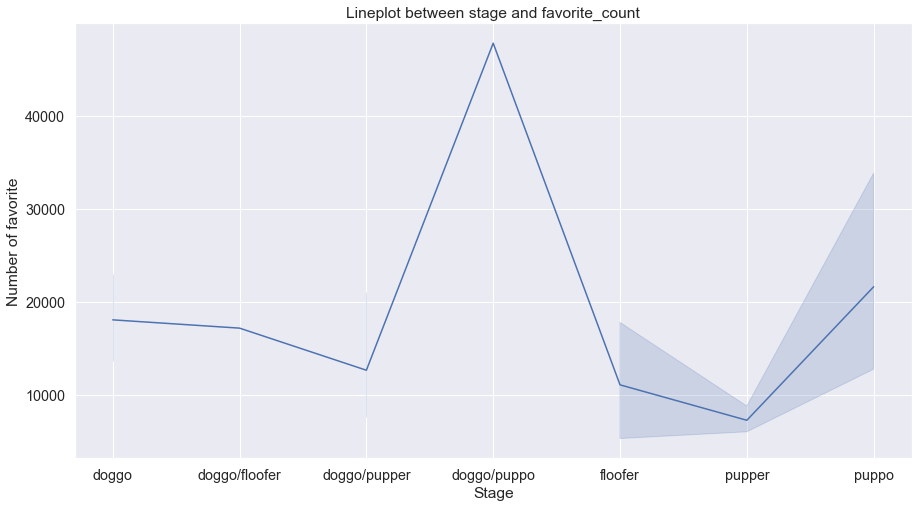 Lineplot between stage and favorite_count
Number of favorite
40000
30000
20000
10000
doggo doggo/floofer doggo/pupper doggo/puppo floofer pupper puppo
Stage